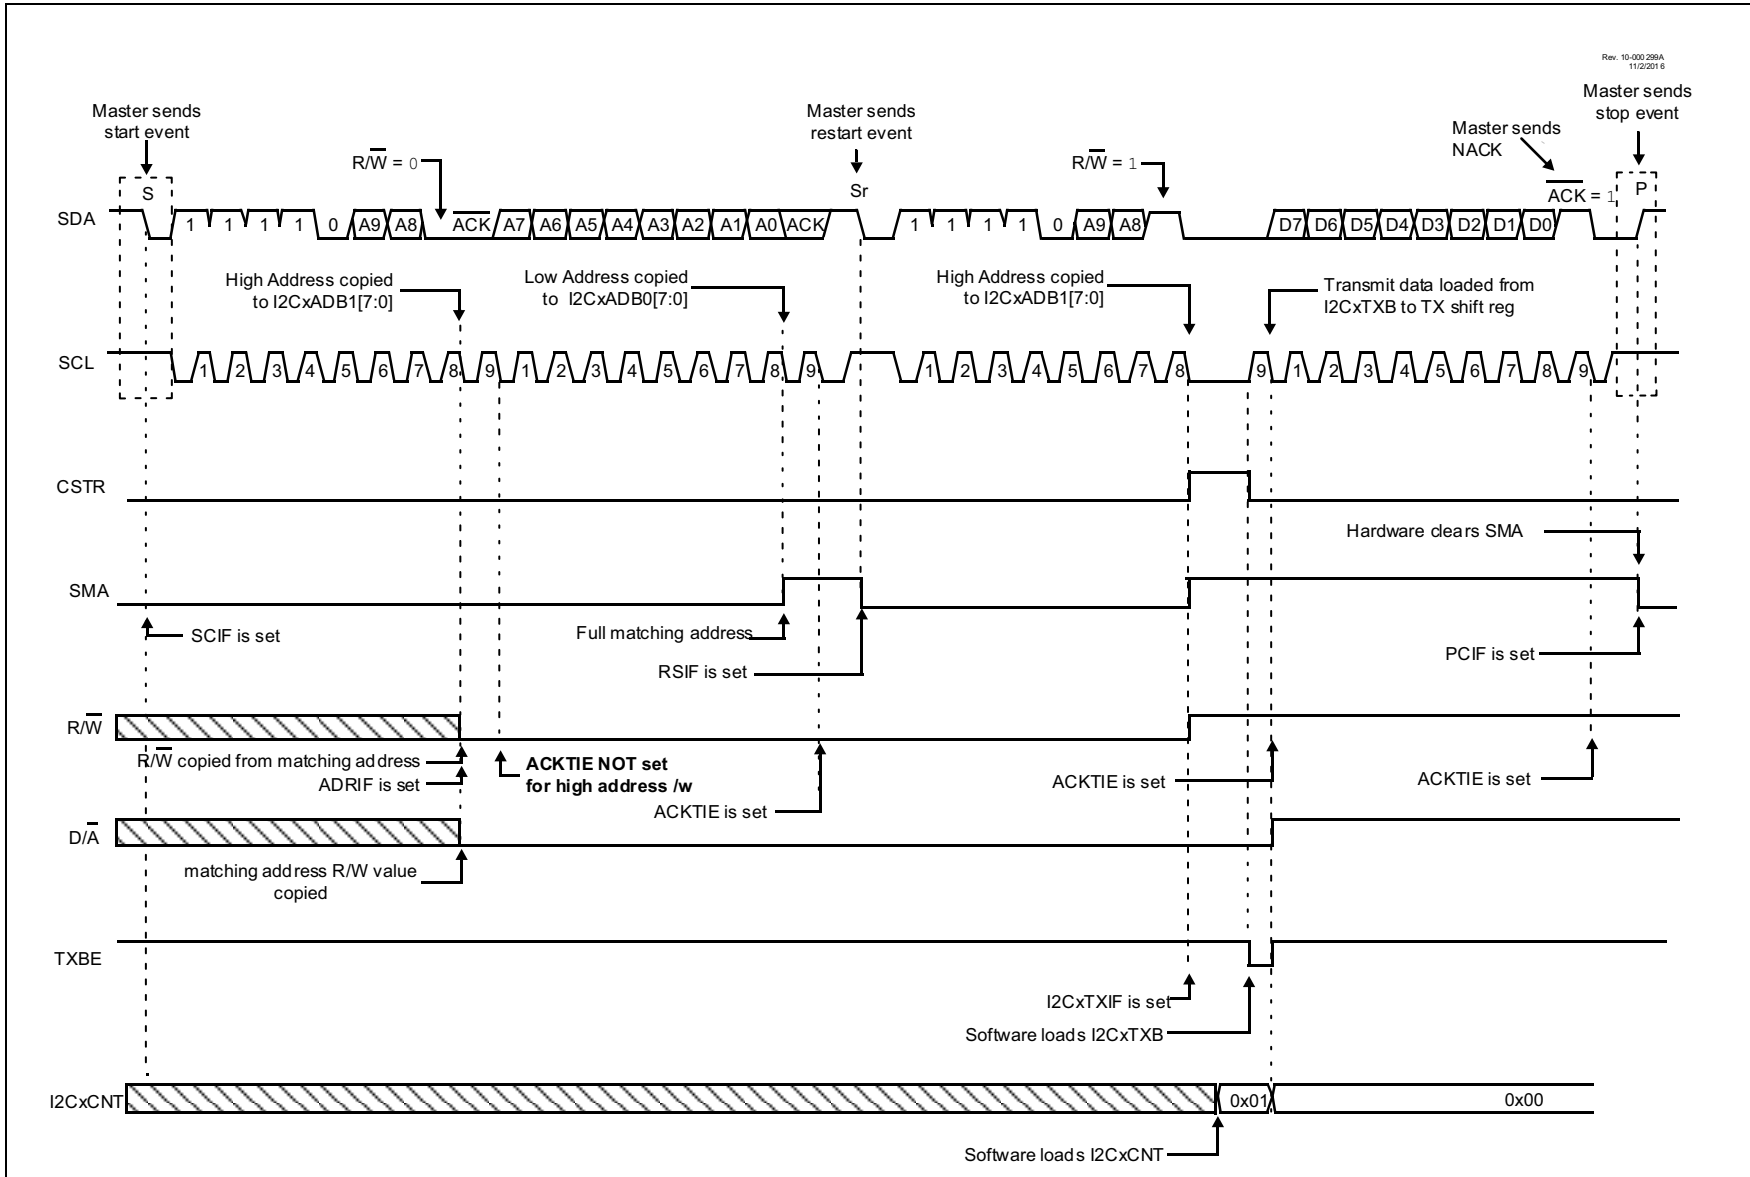 Rev. 10-000 299A
11/2/201 6
Master sends
start event
Master sends
restart event
Master sends
stop event
Master sends
NACK
R/W = 0
R/W = 1
ACK = 1
S
Sr
P
SDA
1 1 1 1 0 A9 A8 ACK A7 A6 A5 A4 A3 A2 A1 A0 ACK 1 1 1 1 0 A9 A8 D7 D6 D5 D4 D3 D2 D1 D0
High Address copied
to I2CxADB1[7:0]
Low Address copied
to I2CxADB0[7:0]
High Address copied
to I2CxADB1[7:0]
Transmit data loaded from
I2CxTXB to TX shift reg
SCL
1 2 3 4 5 6 7 8 9 1 2 3 4 5 6 7 8 9 1 2 3 4 5 6 7 8 9 1 2 3 4 5 6 7 8 9
CSTR
Hardware clears SMA
SMA
SCIF is set
Full matching address
RSIF is set
PCIF is set
R/W
R/W copied from matching address
ADRIF is set
ACKTIE NOT set
for high address /w
ACKTIE is set
ACKTIE is set
ACKTIE is set
D/A
matching address R/W value
copied
TXBE
I2CxTXIF is set
Software loads I2CxTXB
I2CxCNT
0x01
0x00
Software loads I2CxCNT